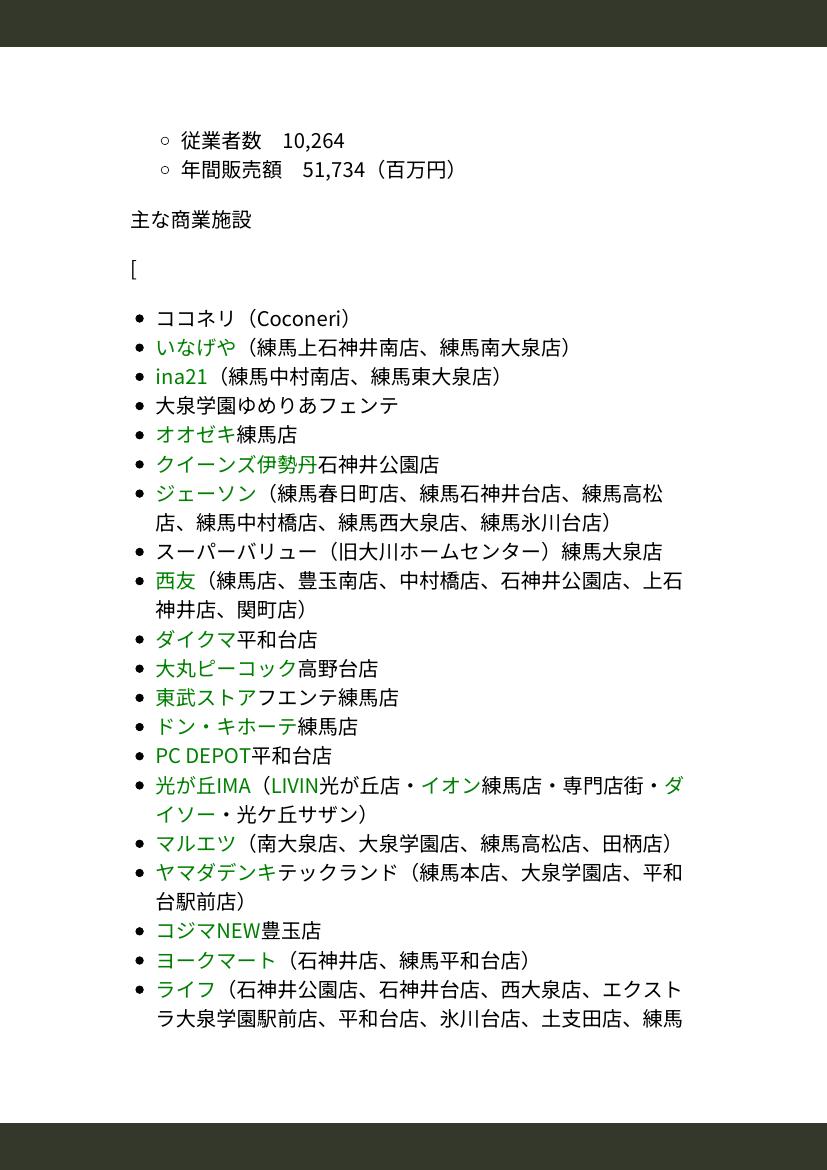 従業者数　10,264
年間販売額　51,734（百万円）
主な商業施設
[
ココネリ（Coconeri）
いなげや（練馬上石神井南店、練馬南大泉店）
ina21（練馬中村南店、練馬東大泉店）
大泉学園ゆめりあフェンテ
オオゼキ練馬店
クイーンズ伊勢丹石神井公園店
ジェーソン（練馬春日町店、練馬石神井台店、練馬高松
店、練馬中村橋店、練馬西大泉店、練馬氷川台店）
スーパーバリュー（旧大川ホームセンター）練馬大泉店
西友（練馬店、豊玉南店、中村橋店、石神井公園店、上石
神井店、関町店）
ダイクマ平和台店
大丸ピーコック高野台店
東武ストアフエンテ練馬店
ドン・キホーテ練馬店
PC DEPOT平和台店
光が丘IMA（LIVIN光が丘店・イオン練馬店・専門店街・ダ
イソー・光ケ丘サザン）
マルエツ（南大泉店、大泉学園店、練馬高松店、田柄店）
ヤマダデンキテックランド（練馬本店、大泉学園店、平和
台駅前店）
コジマNEW豊玉店
ヨークマート（石神井店、練馬平和台店）
ライフ（石神井公園店、石神井台店、西大泉店、エクスト
ラ大泉学園駅前店、平和台店、氷川台店、土支田店、練馬